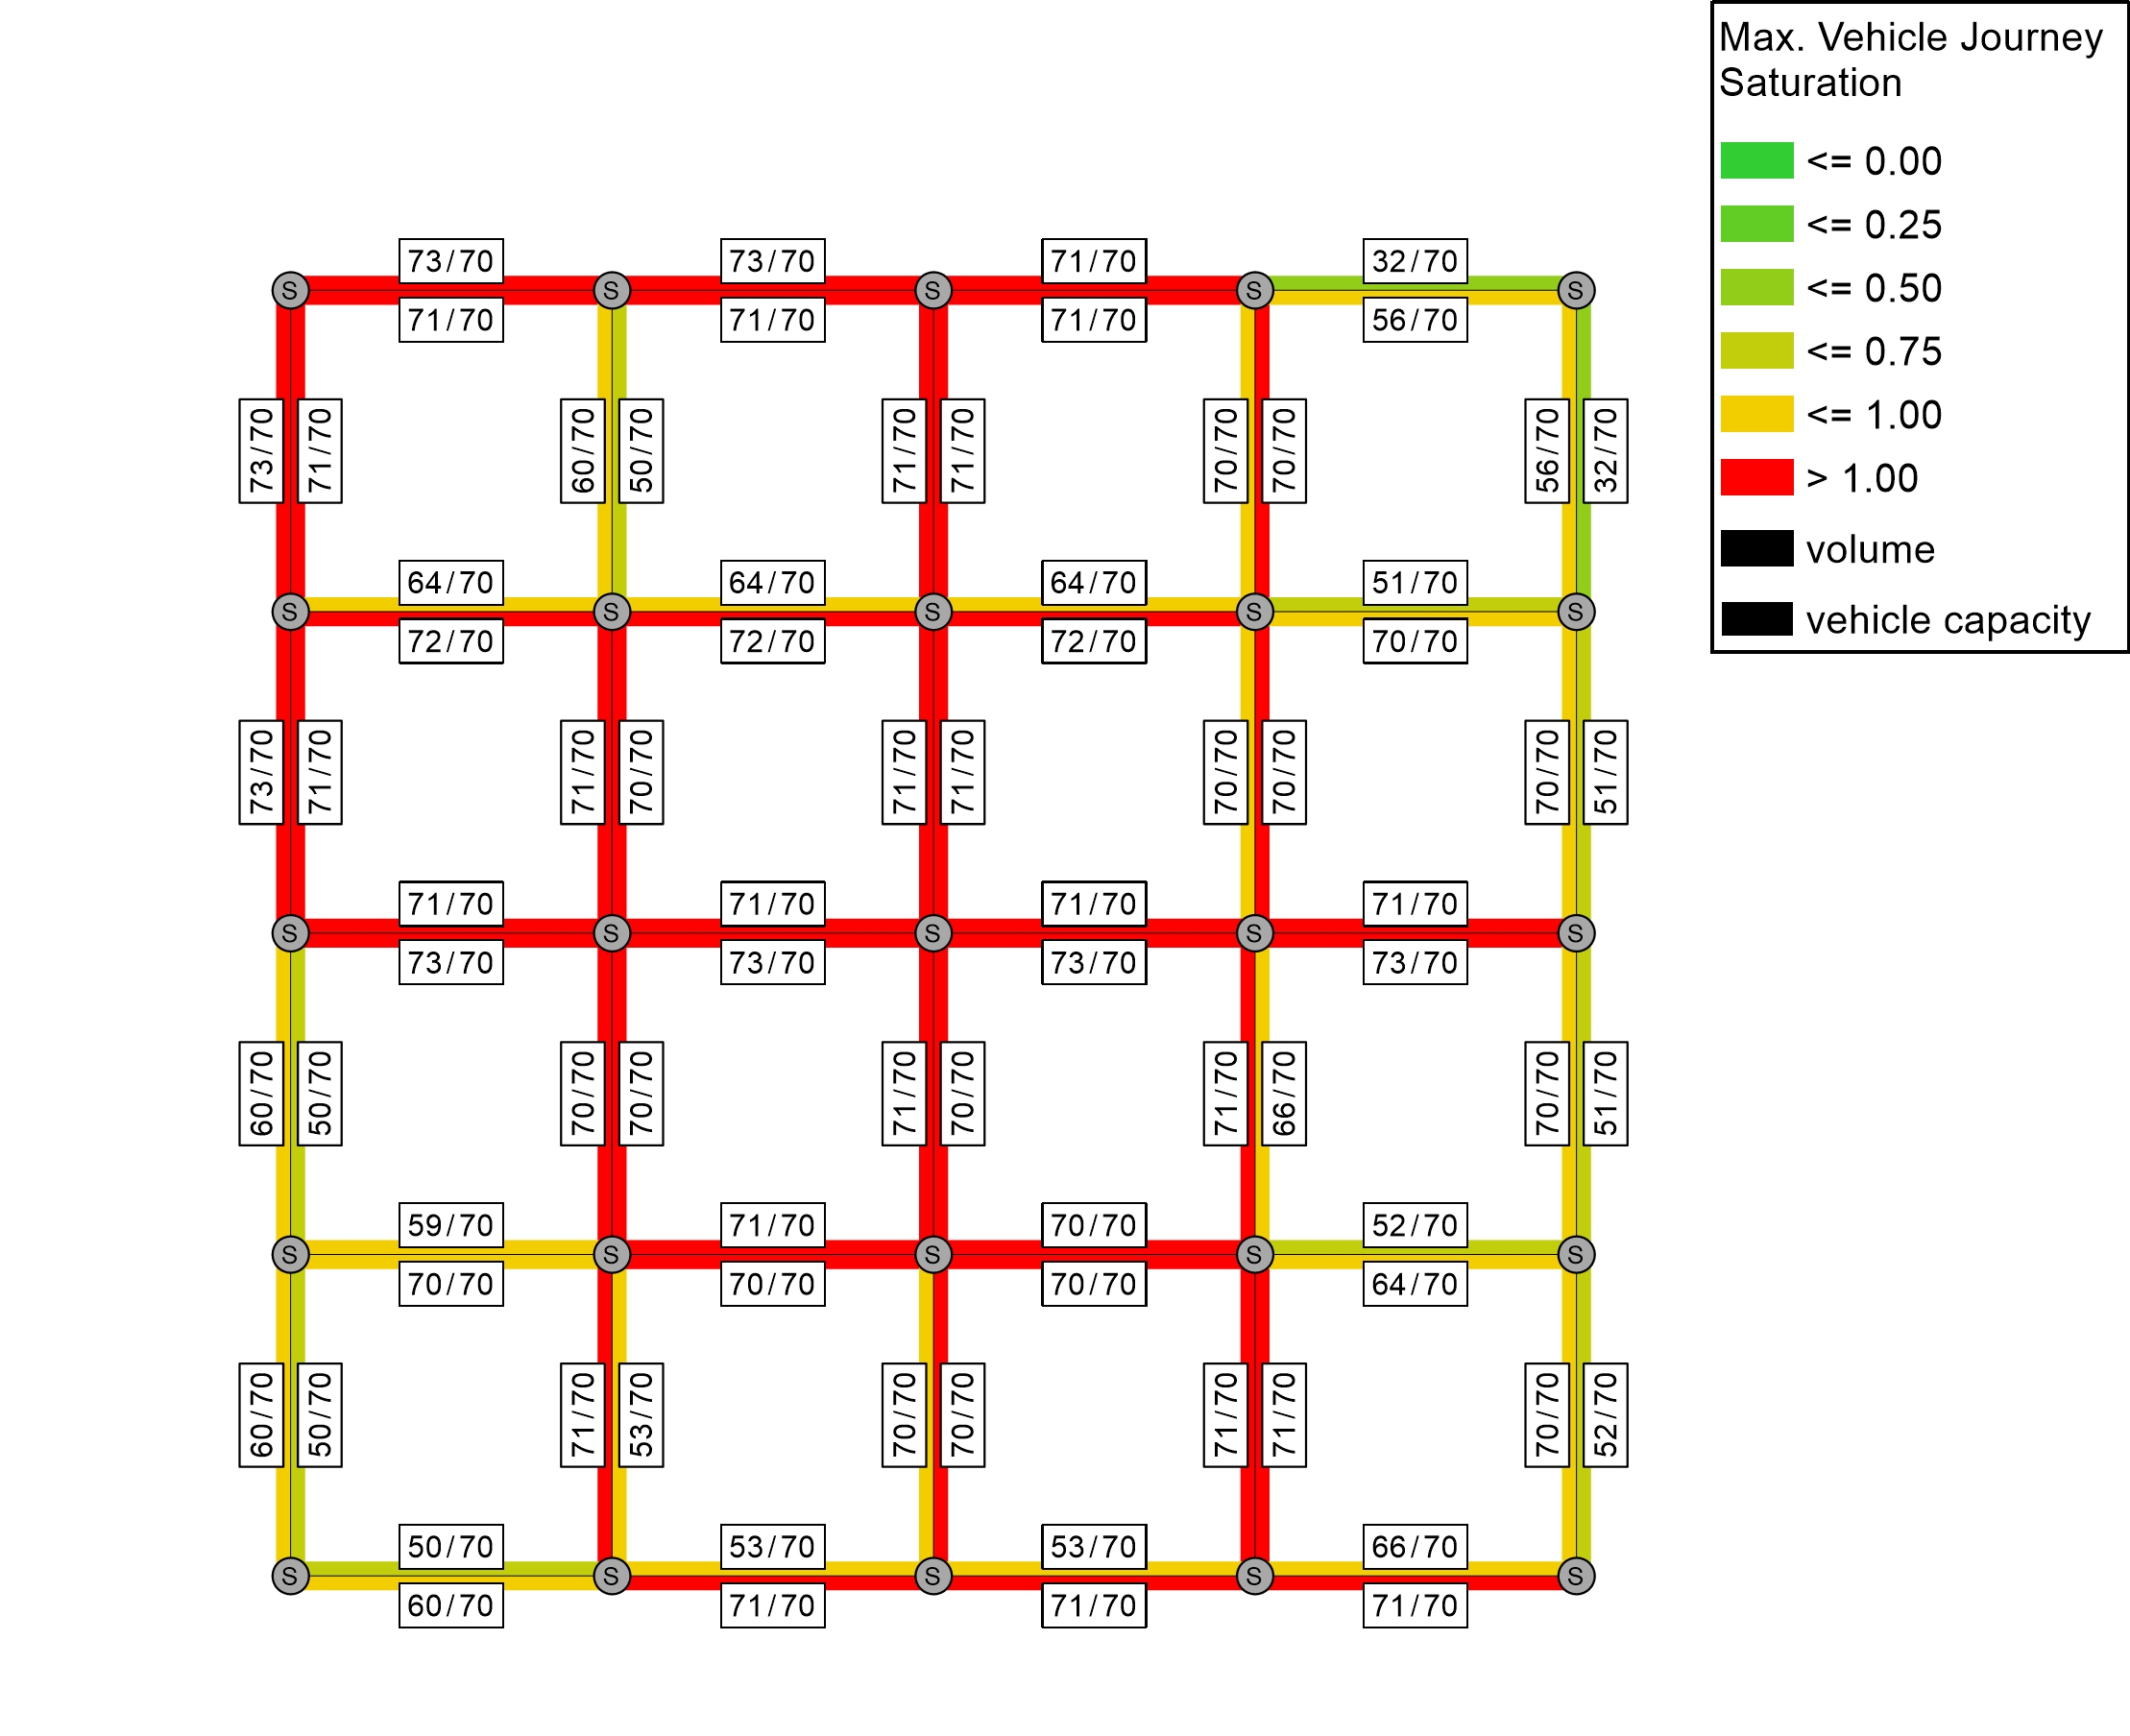 Max. Vehicle Journey
Saturation
<= 0.00
<= 0.25
<= 0.50
<= 0.75
<= 1.00
> 1.00
volume
vehicle capacity
73/70 73/70 71/70 32/70
S S S S S
71/70 71/70 71/70 56/70
73/70 71/70 60/70 50/70 71/70 71/70 70/70 70/70 56/70 32/70
64/70 64/70 64/70 51/70
S S S S S
72/70 72/70 72/70 70/70
73/70 71/70 71/70 70/70 71/70 71/70 70/70 70/70 70/70 51/70
71/70 71/70 71/70 71/70
S S S S S
73/70 73/70 73/70 73/70
60/70 50/70 70/70 70/70 71/70 70/70 71/70 66/70 70/70 51/70
59/70 71/70 70/70 52/70
S S S S S
70/70 70/70 70/70 64/70
60/70 50/70 71/70 53/70 70/70 70/70 71/70 71/70 70/70 52/70
50/70 53/70 53/70 66/70
S S S S S
60/70 71/70 71/70 71/70